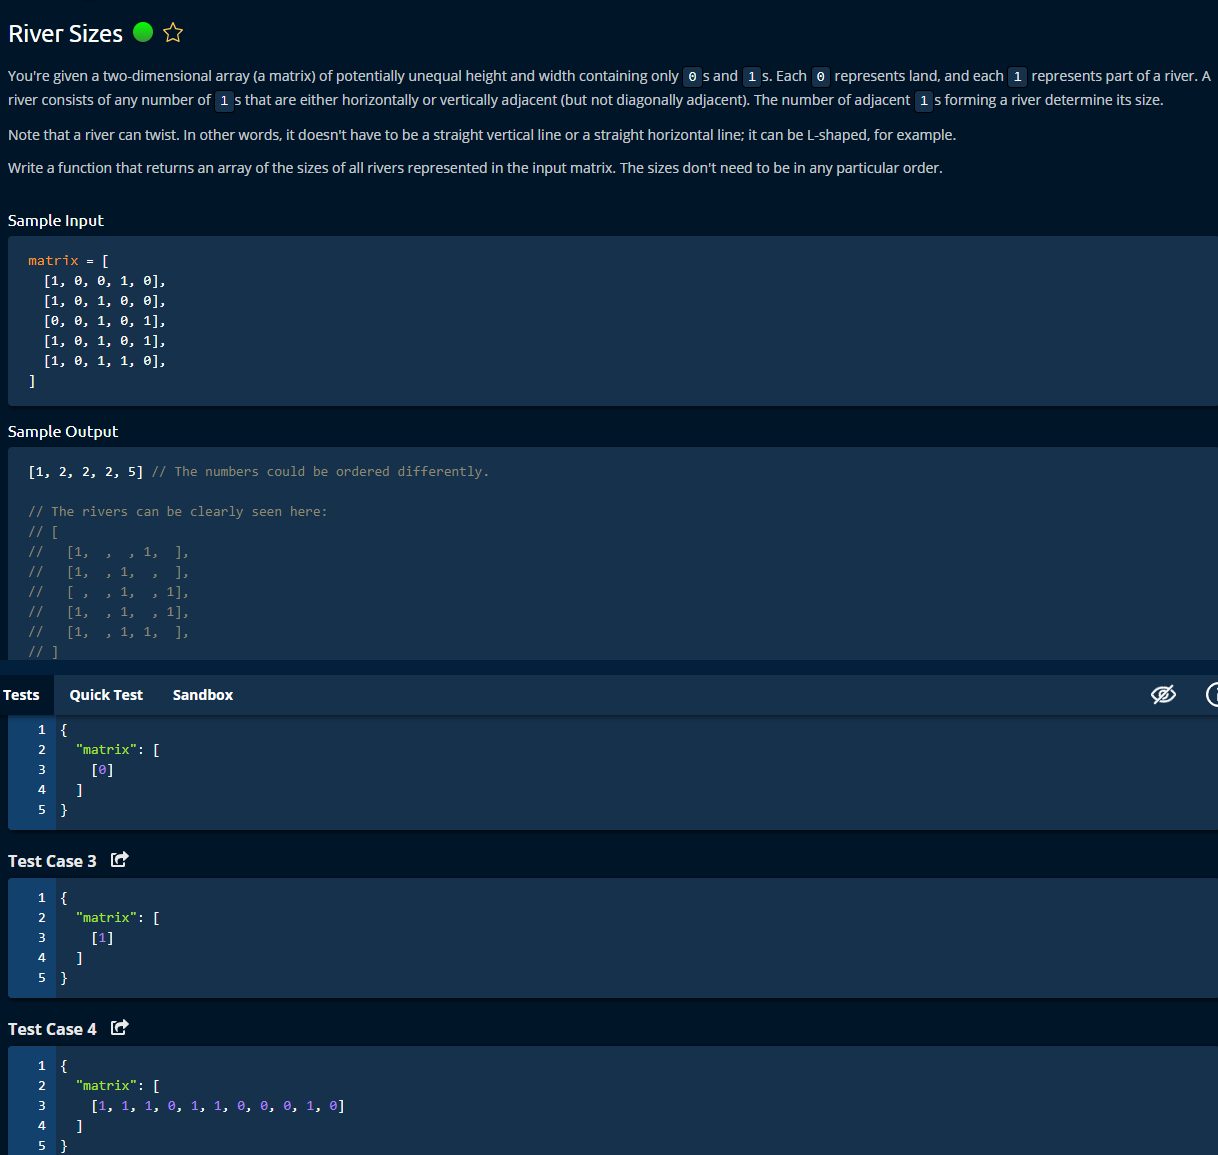 River Sizes
You're given a two-dimensional array (a matrix) of potentially unequal height and width containing only 0 s and 1 s. Each 0 represents land, and each 1 represents part of a river. A
river consists of any number of 1 s that are either horizontally or vertically adjacent (but not diagonally adjacent). The number of adjacent 1 s forming a river determine its size.
Note that a river can twist. In other words, it doesn't have to be a straight vertical line or a straight horizontal line; it can be L-shaped, for example.
Write a function that returns an array of the sizes of all rivers represented in the input matrix. The sizes don't need to be in any particular order.
Sample Input
matrix = [
  [1, 0, 0, 1, 0],
  [1, 0, 1, 0, 0],
  [0, 0, 1, 0, 1],
  [1, 0, 1, 0, 1],
  [1, 0, 1, 1, 0],
]
Sample Output
[1, 2, 2, 2, 5] // The numbers could be ordered differently.
// The rivers can be clearly seen here:
// [
//   [1,  ,  , 1,  ],
//   [1,  , 1,  ,  ],
//   [ ,  , 1,  , 1],
//   [1,  , 1,  , 1],
//   [1,  , 1, 1,  ],
// ]
Tests Quick Test Sandbox
1 {
2   "matrix": [
3     [0]
4   ]
5 }
Test Case 3
1 {
2   "matrix": [
3     [1]
4   ]
5 }
Test Case 4
1 {
2   "matrix": [
3     [1, 1, 1, 0, 1, 1, 0, 0, 0, 1, 0]
4   ]
5 }